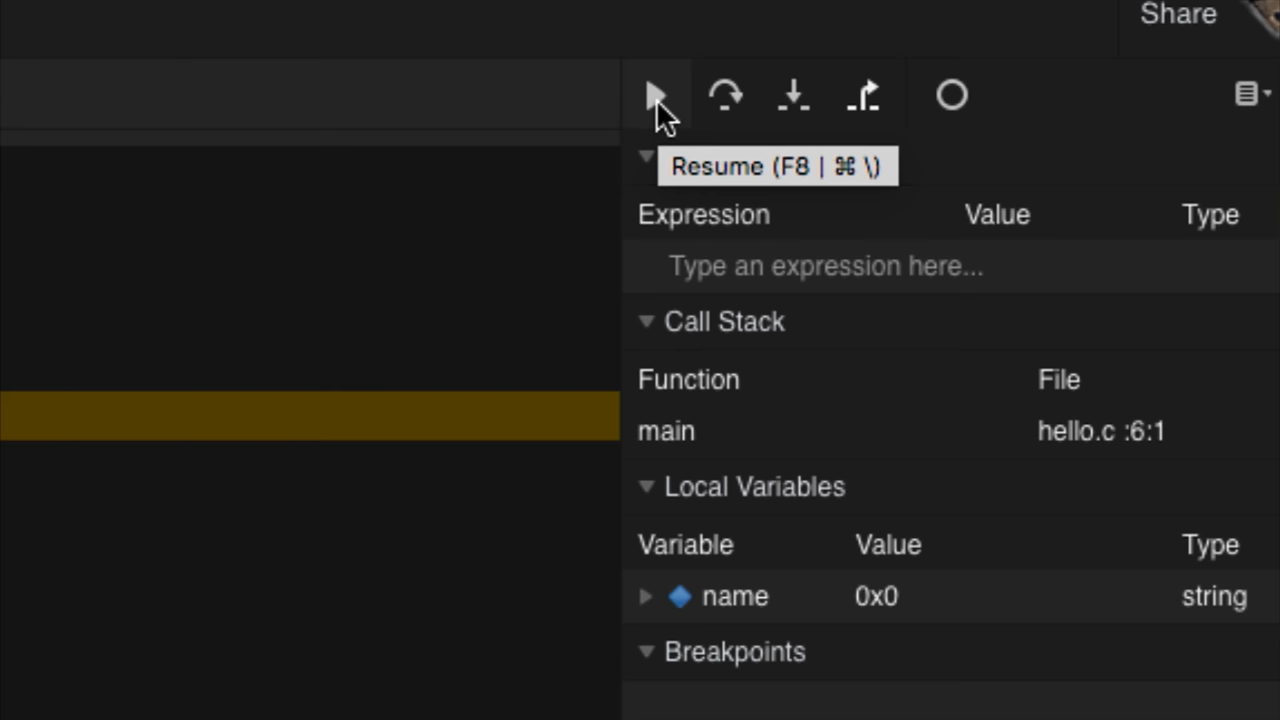 Share
Resume (F8 | ⌘ \)
Expression Value Type
Type an expression here...
Call Stack
Function File
main hello.c :6:1
Local Variables
Variable Value Type
name 0x0 string
Breakpoints